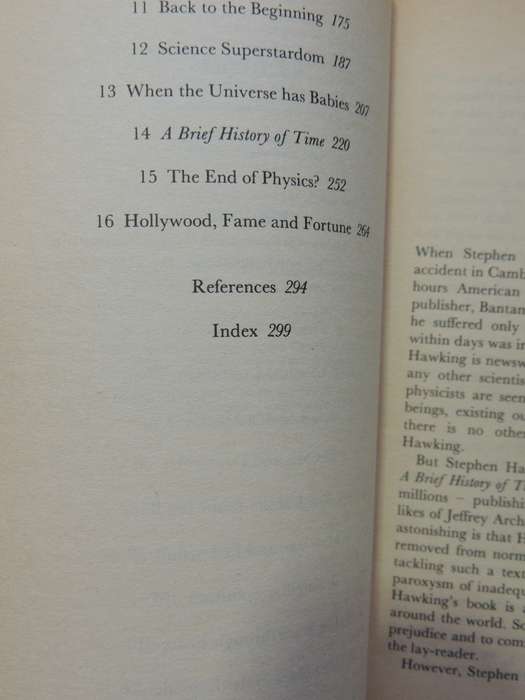 11 Back to the Beginning 175
12 Science Superstardom 187
13 When the Universe has Babies 207
14 A Brief History of Time 220
15 The End of Physics? 252
16 Hollywood, Fame and Fortune 264
References 294
Index 299
When Stephen
accident in Camb
hours American
publisher, Bantam
he suffered only
within days was in
Hawking is newsw
any other scientis
physicists are seen
beings, existing ou
there is no othe
Hawking.
But Stephen Ha
A Brief History of Ti
millions – publishi
likes of Jeffrey Arch
astonishing is that H
removed from norm
tackling such a text
paroxysm of inadequ
Hawking's book is a
around the world. So
prejudice and to com
the lay-reader.
However, Stephen